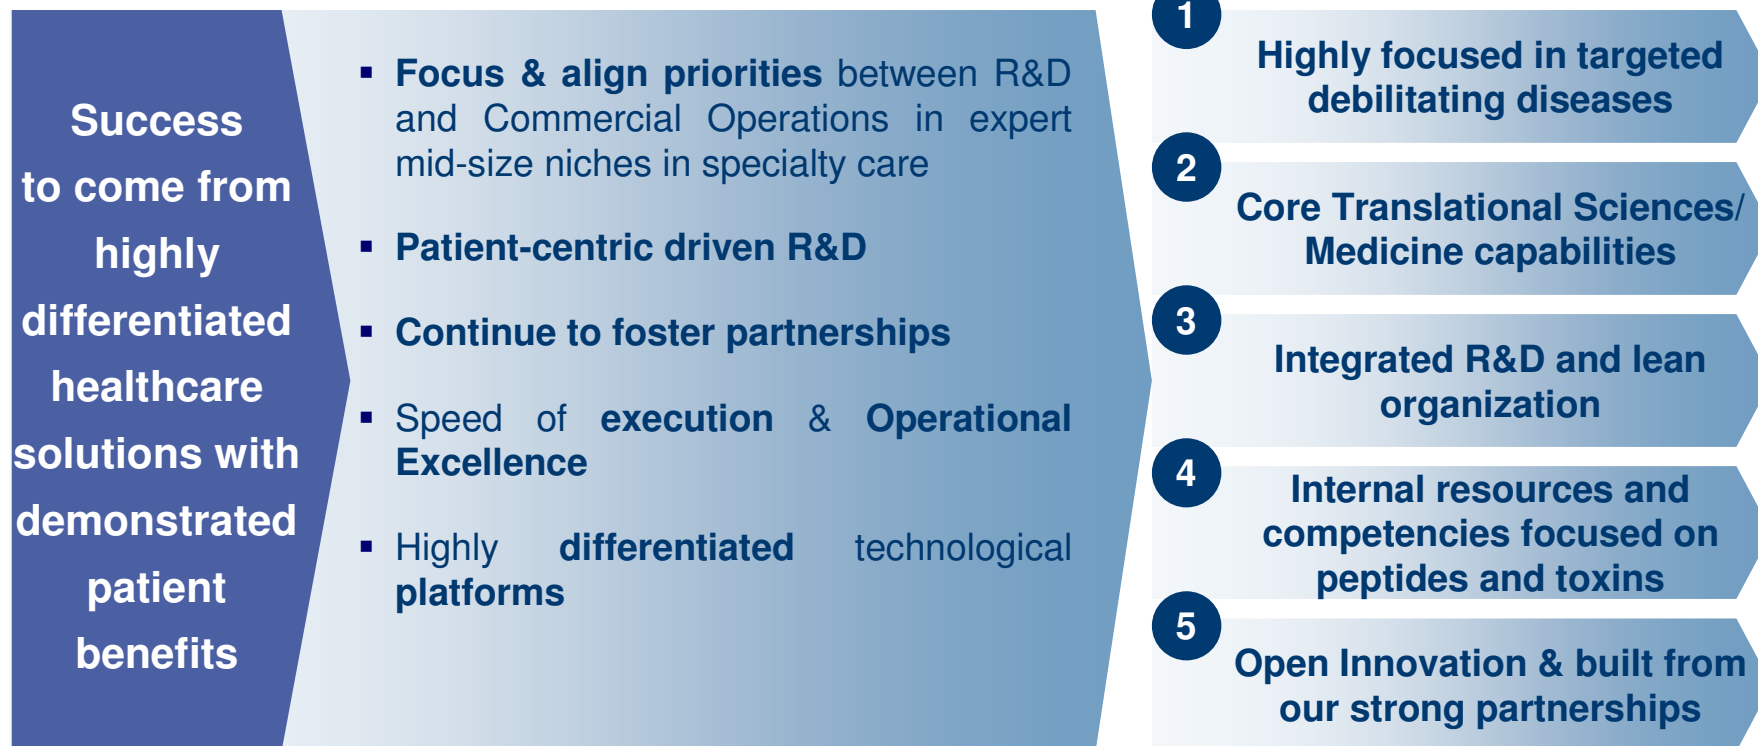 Success
to come from
highly
differentiated
healthcare
solutions with
demonstrated
patient
benefits
▪ Focus & align priorities between R&D
and Commercial Operations in expert
mid-size niches in specialty care
▪ Patient-centric driven R&D
▪ Continue to foster partnerships
▪ Speed of execution & Operational
Excellence
▪ Highly differentiated technological
platforms
1
Highly focused in targeted
debilitating diseases
2
Core Translational Sciences/
Medicine capabilities
3
Integrated R&D and lean
organization
4
Internal resources and
competencies focused on
peptides and toxins
5
Open Innovation & built from
our strong partnerships